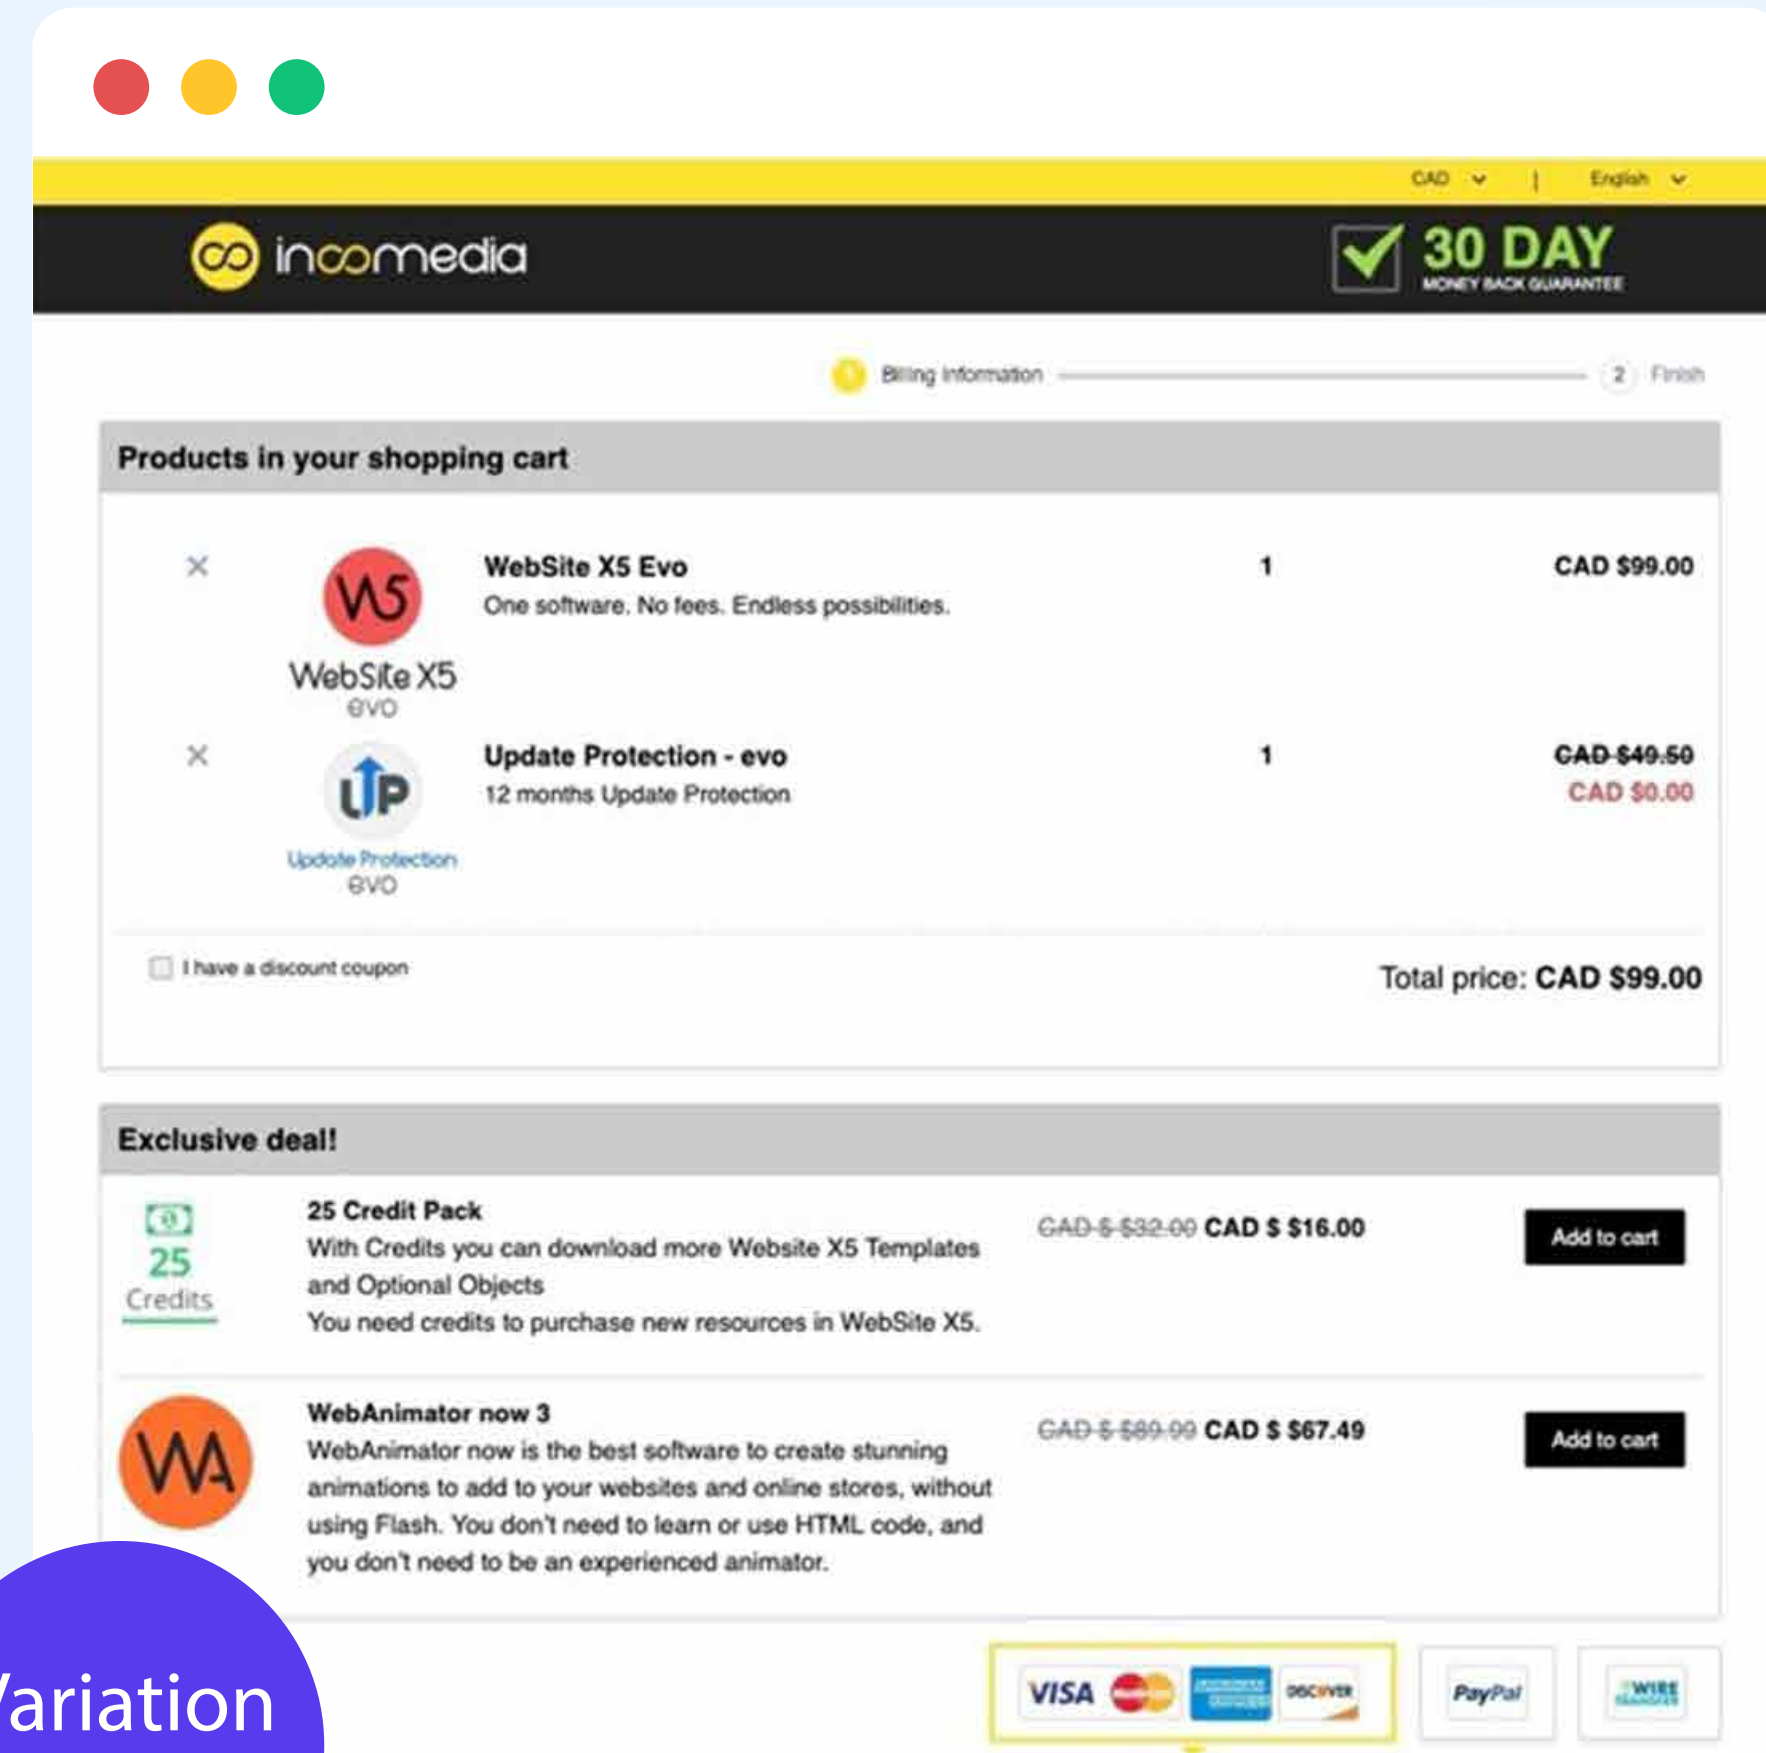 CAD | English
incomedia
30 DAY
MONEY BACK GUARANTEE
1 Billing Information 2 Finish
Products in your shopping cart
WebSite X5 Evo 1 CAD $99.00
One software. No fees. Endless possibilities.
W5
WebSite X5
evo
Update Protection - evo 1 CAD $49.50
12 months Update Protection CAD $0.00
UP
Update Protection
evo
I have a discount coupon
Total price: CAD $99.00
Exclusive deal!
25
Credits
25 Credit Pack
With Credits you can download more Website X5 Templates
and Optional Objects
You need credits to purchase new resources in WebSite X5.
CAD $ $32.00 CAD $ $16.00
Add to cart
WA
WebAnimator now 3
WebAnimator now is the best software to create stunning
animations to add to your websites and online stores, without
using Flash. You don't need to learn or use HTML code, and
you don't need to be an experienced animator.
CAD $ $89.99 CAD $ $67.49
Add to cart
VISA AMERICAN EXPRESS DISCOVER PayPal WIRE TRANSFER
Variation